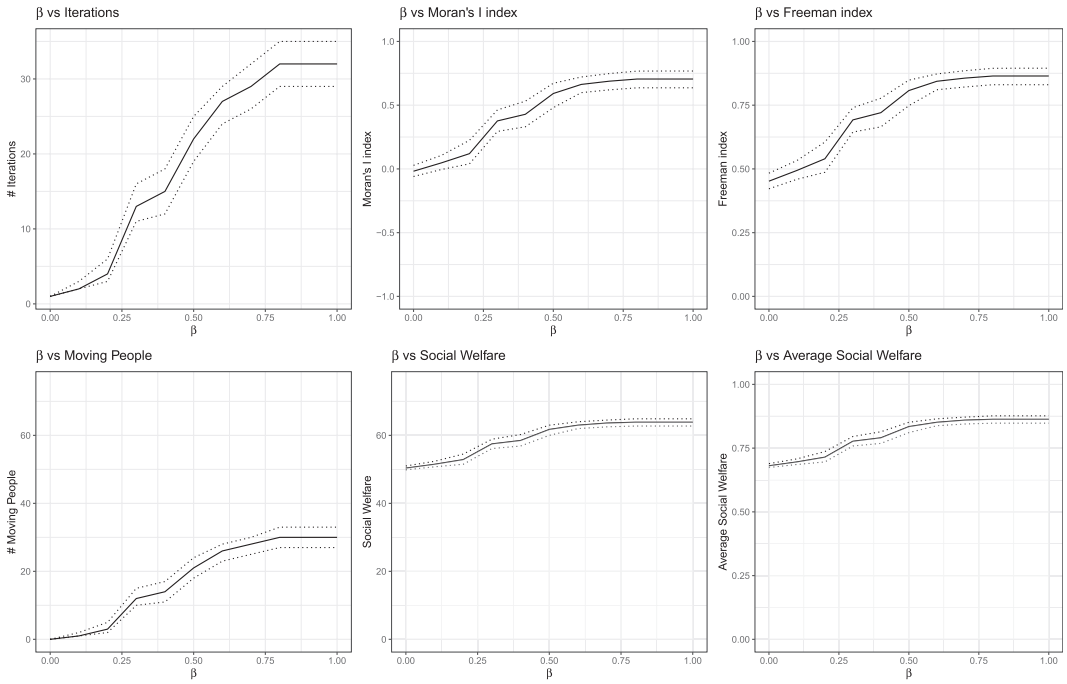 β vs Iterations
# Iterations
30
20
10
0
0.00 0.25 0.50 0.75 1.00
β
β vs Moran's I index
Moran's I index
1.0
0.5
0.0
−0.5
−1.0
0.00 0.25 0.50 0.75 1.00
β
β vs Freeman index
Freeman index
1.00
0.75
0.50
0.25
0.00
0.00 0.25 0.50 0.75 1.00
β
β vs Moving People
# Moving People
60
40
20
0
0.00 0.25 0.50 0.75 1.00
β
β vs Social Welfare
Social Welfare
60
40
20
0
0.00 0.25 0.50 0.75 1.00
β
β vs Average Social Welfare
Average Social Welfare
1.00
0.75
0.50
0.25
0.00
0.00 0.25 0.50 0.75 1.00
β